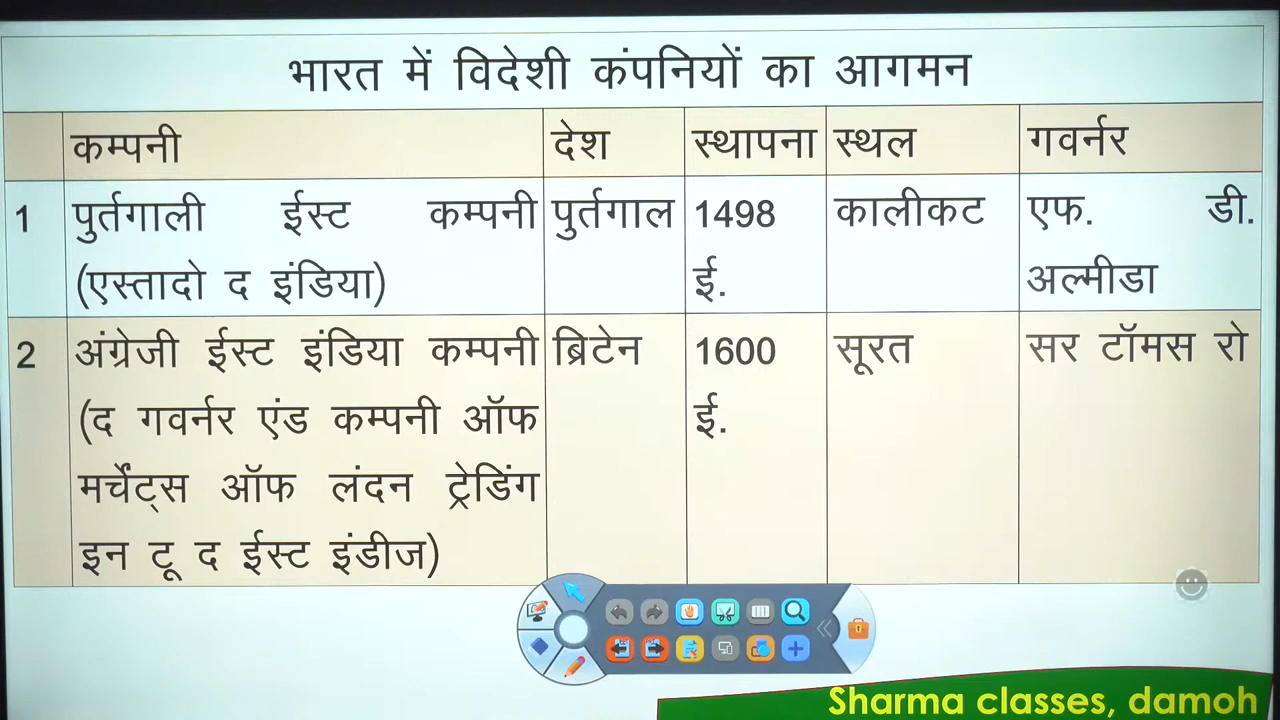 भारत में विदेशी कंपनियों का आगमन
कम्पनी देश स्थापना स्थल गवर्नर
1 पुर्तगाली ईस्ट कम्पनी पुर्तगाल 1498 कालीकट एफ. डी.
(एस्तादो द इंडिया) ई. अल्मीडा
2 अंग्रेजी ईस्ट इंडिया कम्पनी ब्रिटेन 1600 सूरत सर टॉमस रो
(द गवर्नर एंड कम्पनी ऑफ ई.
मर्चेंट्स ऑफ लंदन ट्रेडिंग
इन टू द ईस्ट इंडीज)
Sharma classes, damoh